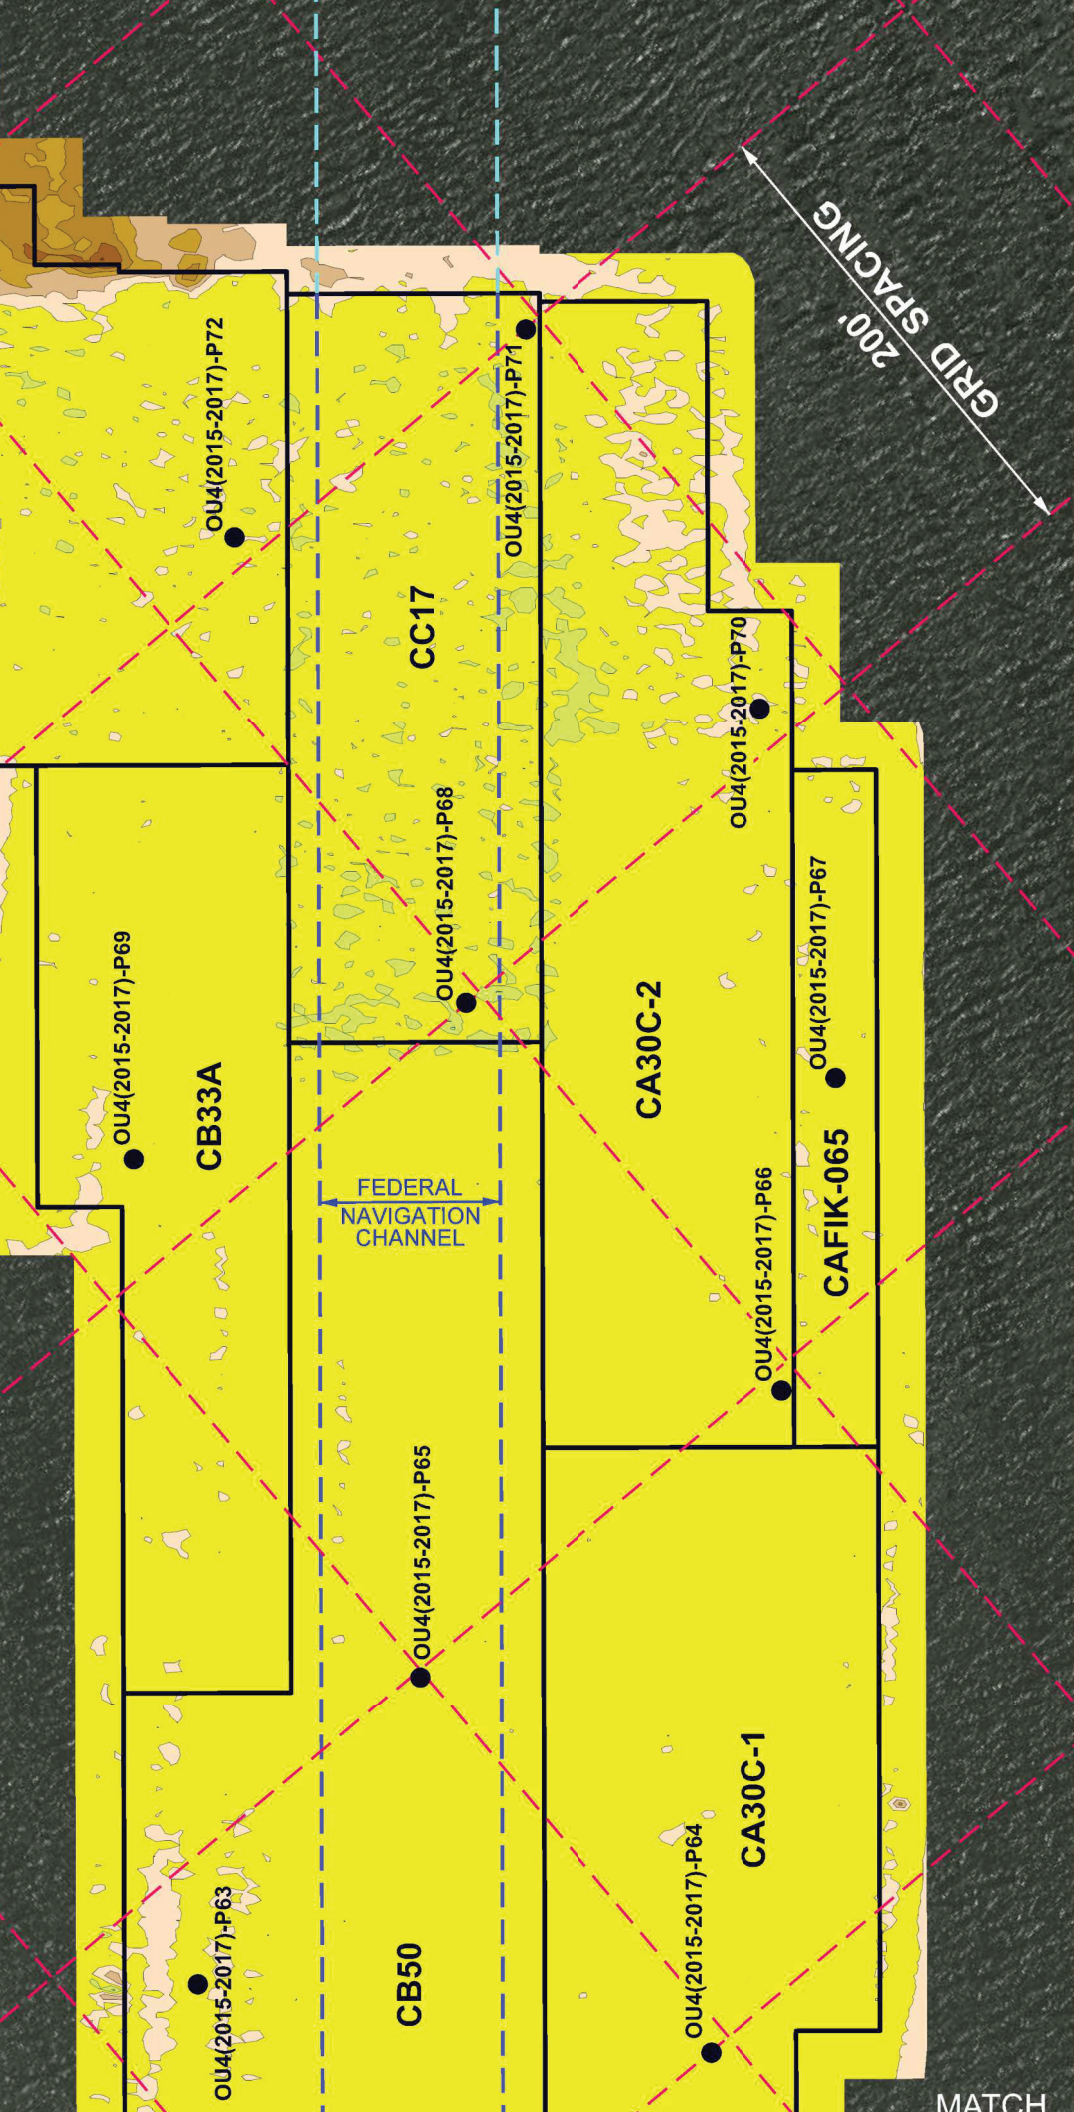 200'
GRID SPACING
OU4(2015-2017)-P72
OU4(2015-2017)-P71
CC17
OU4(2015-2017)-P70
OU4(2015-2017)-P68
OU4(2015-2017)-P67
OU4(2015-2017)-P69
CB33A
CA30C-2
CAFIK-065
FEDERAL
NAVIGATION
CHANNEL
OU4(2015-2017)-P66
OU4(2015-2017)-P65
CA30C-1
OU4(2015-2017)-P64
OU4(2015-2017)-P63
CB50
MATCH